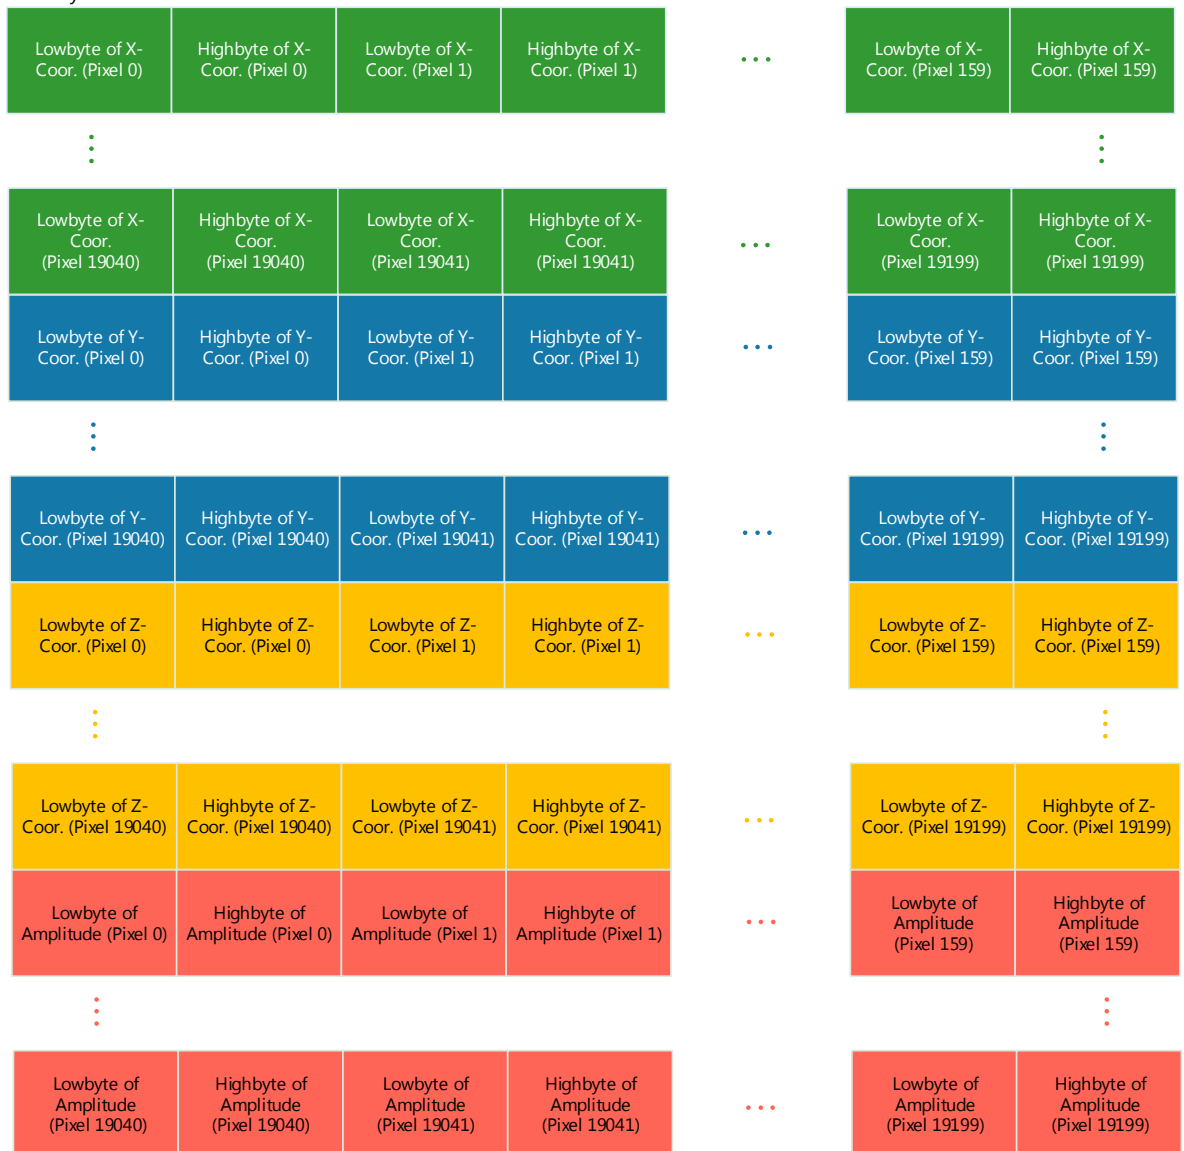 Lowbyte of X-
Coor. (Pixel 0)
Highbyte of X-
Coor. (Pixel 0)
Lowbyte of X-
Coor. (Pixel 1)
Highbyte of X-
Coor. (Pixel 1)
...
Lowbyte of X-
Coor. (Pixel 159)
Highbyte of X-
Coor. (Pixel 159)
Lowbyte of X-
Coor.
(Pixel 19040)
Highbyte of X-
Coor.
(Pixel 19040)
Lowbyte of X-
Coor.
(Pixel 19041)
Highbyte of X-
Coor.
(Pixel 19041)
...
Lowbyte of X-
Coor.
(Pixel 19199)
Highbyte of X-
Coor.
(Pixel 19199)
Lowbyte of Y-
Coor. (Pixel 0)
Highbyte of Y-
Coor. (Pixel 0)
Lowbyte of Y-
Coor. (Pixel 1)
Highbyte of Y-
Coor. (Pixel 1)
...
Lowbyte of Y-
Coor. (Pixel 159)
Highbyte of Y-
Coor. (Pixel 159)
Lowbyte of Y-
Coor. (Pixel 19040)
Highbyte of Y-
Coor. (Pixel 19040)
Lowbyte of Y-
Coor. (Pixel 19041)
Highbyte of Y-
Coor. (Pixel 19041)
...
Lowbyte of Y-
Coor. (Pixel 19199)
Highbyte of Y-
Coor. (Pixel 19199)
Lowbyte of Z-
Coor. (Pixel 0)
Highbyte of Z-
Coor. (Pixel 0)
Lowbyte of Z-
Coor. (Pixel 1)
Highbyte of Z-
Coor. (Pixel 1)
...
Lowbyte of Z-
Coor. (Pixel 159)
Highbyte of Z-
Coor. (Pixel 159)
Lowbyte of Z-
Coor. (Pixel 19040)
Highbyte of Z-
Coor. (Pixel 19040)
Lowbyte of Z-
Coor. (Pixel 19041)
Highbyte of Z-
Coor. (Pixel 19041)
...
Lowbyte of Z-
Coor. (Pixel 19199)
Highbyte of Z-
Coor. (Pixel 19199)
Lowbyte of
Amplitude (Pixel 0)
Highbyte of
Amplitude (Pixel 0)
Lowbyte of
Amplitude (Pixel 1)
Highbyte of
Amplitude (Pixel 1)
...
Lowbyte of
Amplitude
(Pixel 159)
Highbyte of
Amplitude
(Pixel 159)
Lowbyte of
Amplitude
(Pixel 19040)
Highbyte of
Amplitude
(Pixel 19040)
Lowbyte of
Amplitude
(Pixel 19041)
Highbyte of
Amplitude
(Pixel 19041)
...
Lowbyte of
Amplitude
(Pixel 19199)
Highbyte of
Amplitude
(Pixel 19199)